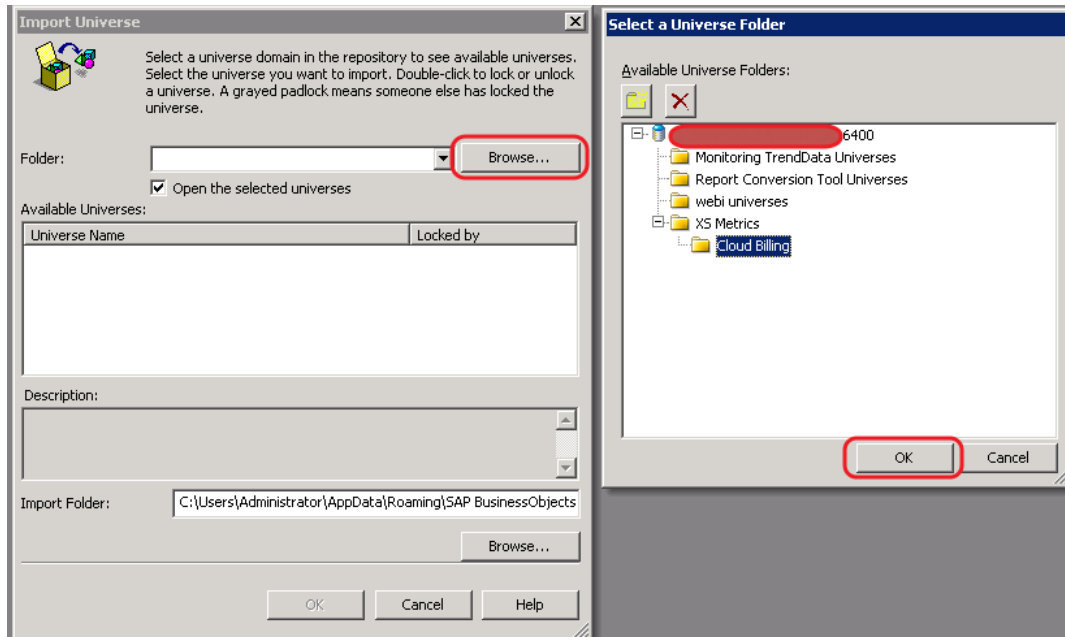 Import Universe
Select a universe domain in the repository to see available universes.
Select the universe you want to import. Double-click to lock or unlock
a universe. A grayed padlock means someone else has locked the
universe.
Folder:
Browse...
Open the selected universes
Available Universes:
Universe Name
Locked by
Description:
Import Folder:
C:\Users\Administrator\AppData\Roaming\SAP BusinessObjects
Browse...
OK
Cancel
Help
Select a Universe Folder
Available Universe Folders:
6400
Monitoring TrendData Universes
Report Conversion Tool Universes
webi universes
XS Metrics
Cloud Billing
OK
Cancel